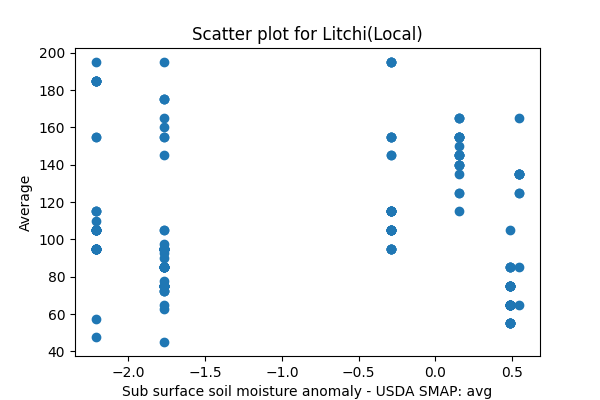 Scatter plot for Litchi(Local)
200
180
160
140
120
100
80
60
40
Average
−2.0 −1.5 −1.0 −0.5 0.0 0.5
Sub surface soil moisture anomaly - USDA SMAP: avg